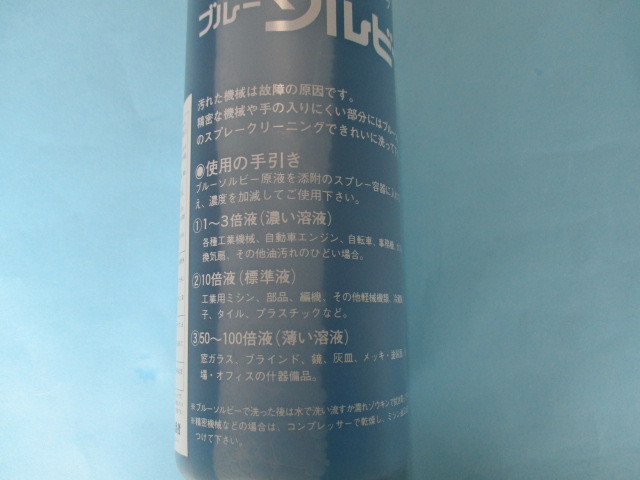 ブルー
ソルビー
汚れた機械は故障の原因です。
精密な機械や手の入りにくい部分にはブルー
のスプレークリーニングできれいに洗って
◉使用の手引き
ブルーソルビー原液を添附のスプレー容器に入
え、濃度を加減してご使用下さい。
①1〜3倍液(濃い溶液)
各種工業機械、自動車エンジン、自転車、事務機
換気扇、その他油汚れのひどい場合。
②10倍液(標準液)
工業用ミシン、部品、編機、その他軽械機類、
子、タイル、プラスチックなど。
③50〜100倍液(薄い溶液)
窓ガラス、ブラインド、鏡、灰皿、メッキ・
場・オフィスの什器備品。
※ブルーソルビーで洗った後は水で洗い流すか濡れゾウキンで
※精密機械などの場合は、コンプレッサーで乾燥し、ミシン
つけて下さい。